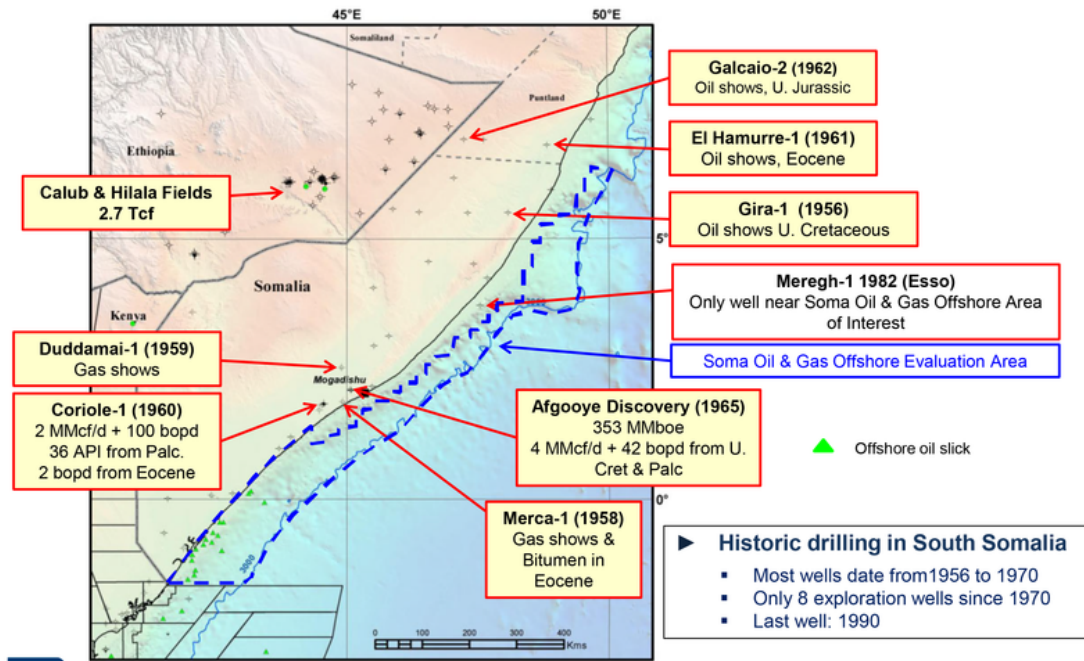 45°E
50°E
Somaliland
Puntland
Ethiopia
Somalia
Kenya
Mogadishu
5°
0°
3000
3000
0 100 200 300 400
Kms
Calub & Hilala Fields
2.7 Tcf
Duddamai-1 (1959)
Gas shows
Coriole-1 (1960)
2 MMcf/d + 100 bopd
36 API from Palc.
2 bopd from Eocene
Galcaio-2 (1962)
Oil shows, U. Jurassic
El Hamurre-1 (1961)
Oil shows, Eocene
Gira-1 (1956)
Oil shows U. Cretaceous
Meregh-1 1982 (Esso)
Only well near Soma Oil & Gas Offshore Area
of Interest
Soma Oil & Gas Offshore Evaluation Area
Afgooye Discovery (1965)
353 MMboe
4 MMcf/d + 42 bopd from U.
Cret & Palc
Merca-1 (1958)
Gas shows &
Bitumen in
Eocene
Offshore oil slick
► Historic drilling in South Somalia
▪ Most wells date from1956 to 1970
▪ Only 8 exploration wells since 1970
▪ Last well: 1990